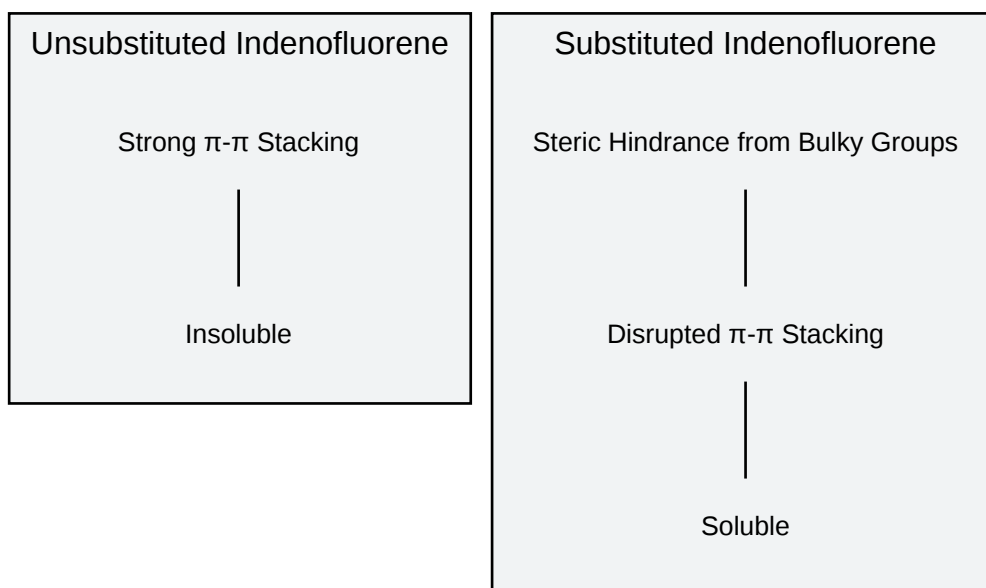 Unsubstituted Indenofluorene
Strong π-π Stacking
Insoluble
Substituted Indenofluorene
Steric Hindrance from Bulky Groups
Disrupted π-π Stacking
Soluble